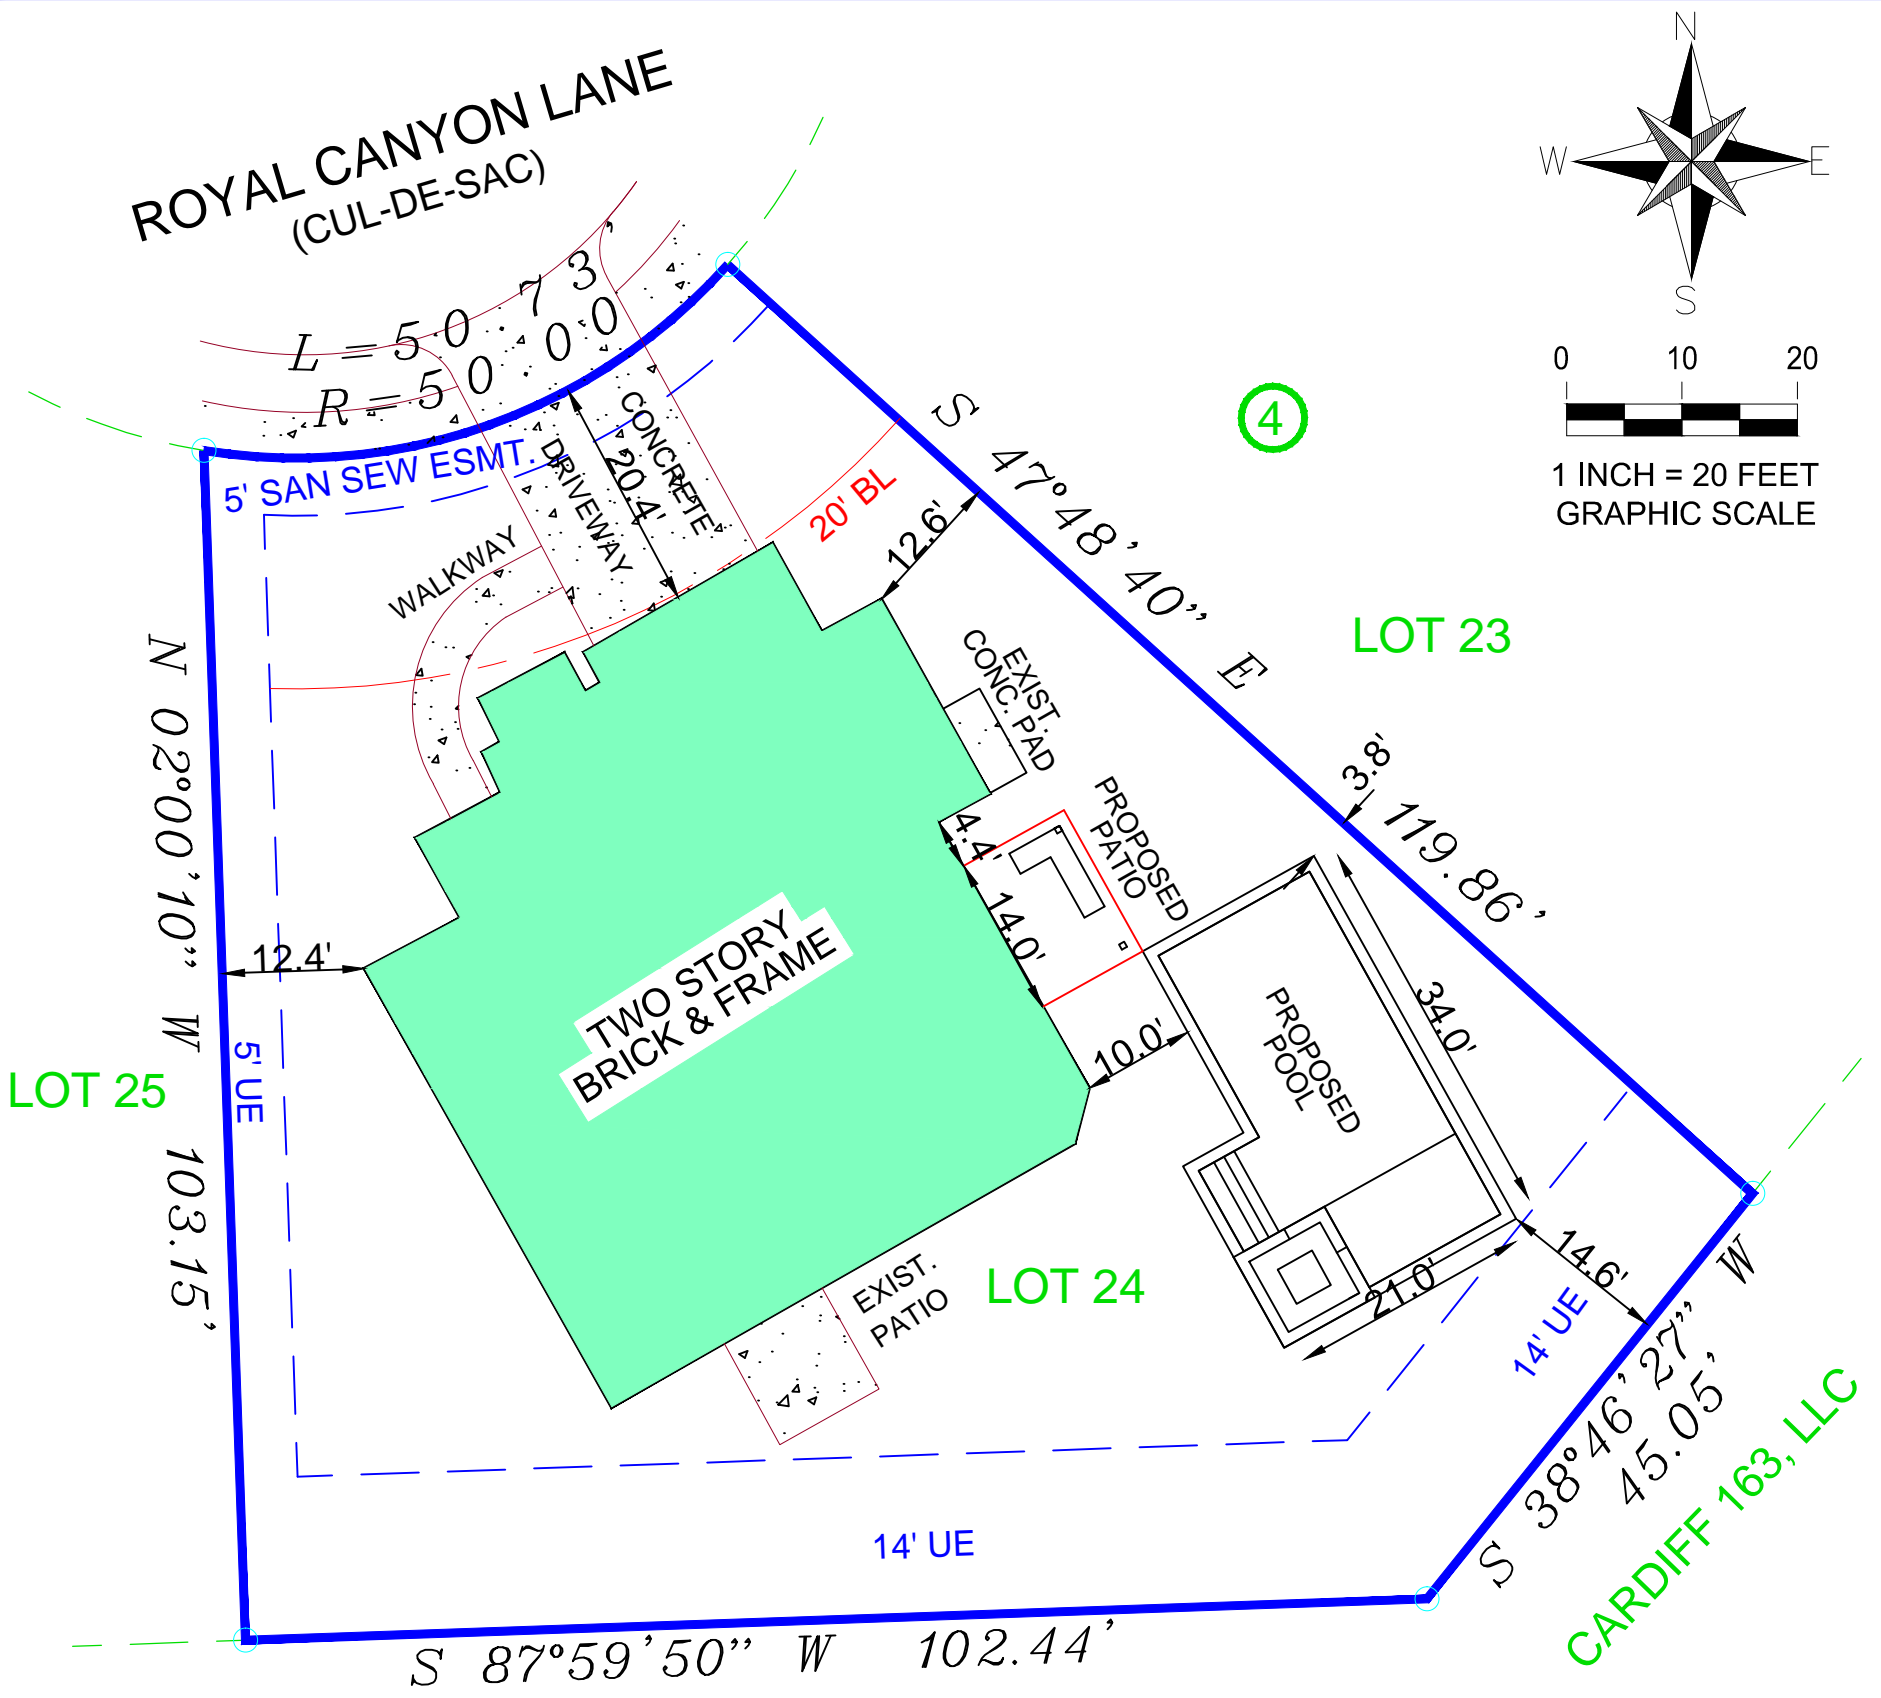 N
W
E
S
ROYAL CANYON LANE
(CUL-DE-SAC)
L=50.73'
R=50.00
0 10 20
1 INCH = 20 FEET
GRAPHIC SCALE
4
5' SAN SEW ESMT.
CONCRETE
DRIVEWAY
20.4'
20' BL
12.6'
S 47°48'40" E 119.86'
WALKWAY
LOT 23
EXIST.
CONC. PAD
3.8'
PROPOSED
PATIO
4.4'
14.0'
N 02°00'10" W 103.15'
12.4'
TWO STORY
BRICK & FRAME
34.0'
10.0'
PROPOSED
POOL
LOT 25
5' UE
EXIST.
PATIO
LOT 24
21.0'
14.6'
14' UE
S 38°46'27" W
45.05'
CARDIFF 163, LLC
14' UE
S 87°59'50" W 102.44'